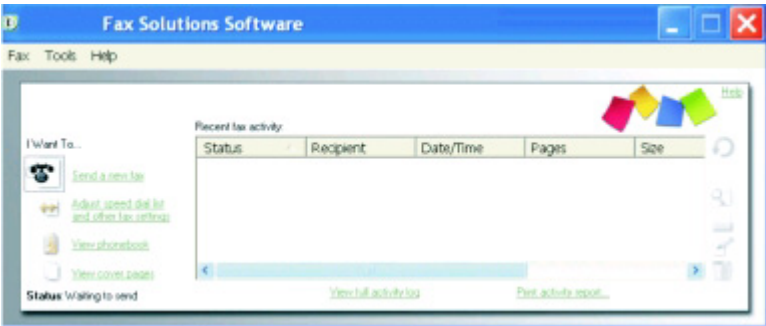 Fax Solutions Software
Fax Tools Help
Help
Recent fax activity:
I Want To...
Status Recipient Date/Time Pages Size
Send a new fax
Adjust speed dial list
and other fax settings
View phonebook
View cover pages
Status: Waiting to send
View full activity log
Print activity report...